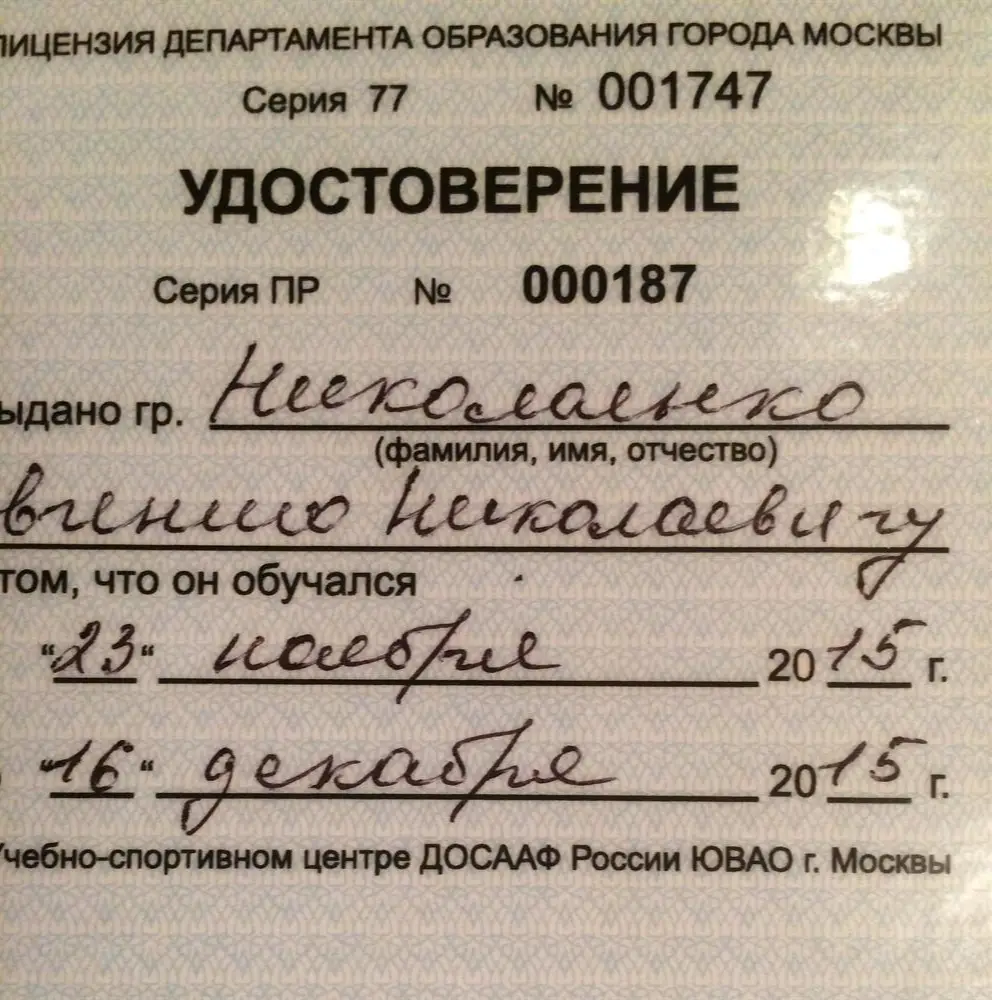 ЛИЦЕНЗИЯ ДЕПАРТАМЕНТА ОБРАЗОВАНИЯ ГОРОДА МОСКВЫ
Серия 77 № 001747
УДОСТОВЕРЕНИЕ
Серия ПР № 000187
ыдано гр. Николаенко
(фамилия, имя, отчество)
вгению Николаевичу
том, что он обучался
"23" ноября 2015 г.
"16" декабря 2015 г.
Учебно-спортивном центре ДОСААФ России ЮВАО г. Москвы